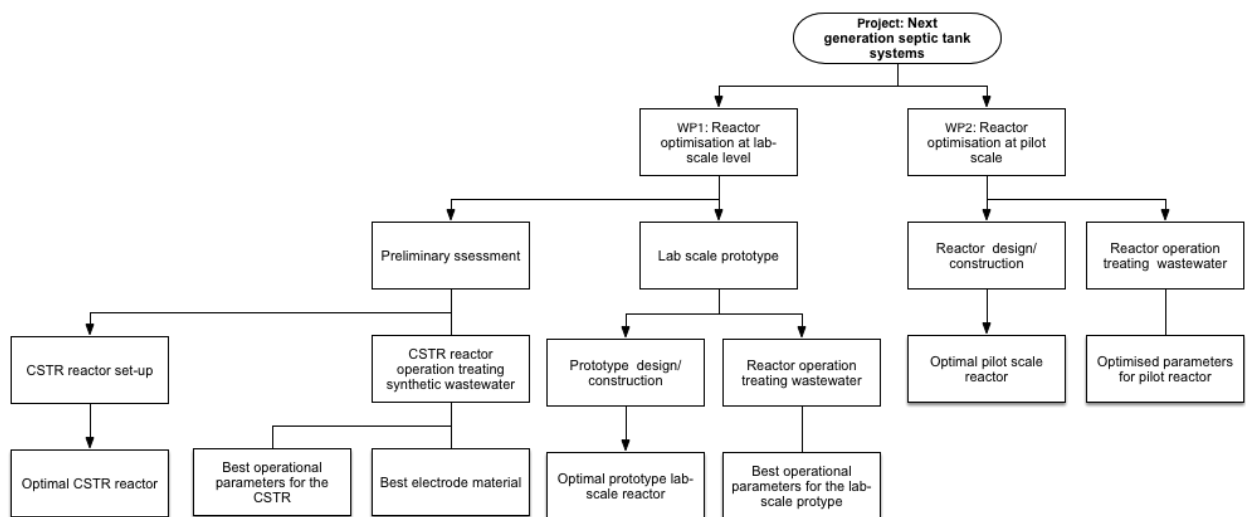 Project: Next
generation septic tank
systems
WP1: Reactor
optimisation at lab-
scale level
WP2: Reactor
optimisation at pilot
scale
Preliminary ssessment
Lab scale prototype
Reactor design/
construction
Reactor operation
treating wastewater
CSTR reactor set-up
CSTR reactor
operation treating
synthetic wastewater
Prototype design/
construction
Reactor operation
treating wastewater
Optimal pilot scale
reactor
Optimised parameters
for pilot reactor
Optimal CSTR reactor
Best operational
parameters for the
CSTR
Best electrode material
Optimal prototype lab-
scale reactor
Best operational
parameters for the lab-
scale protype